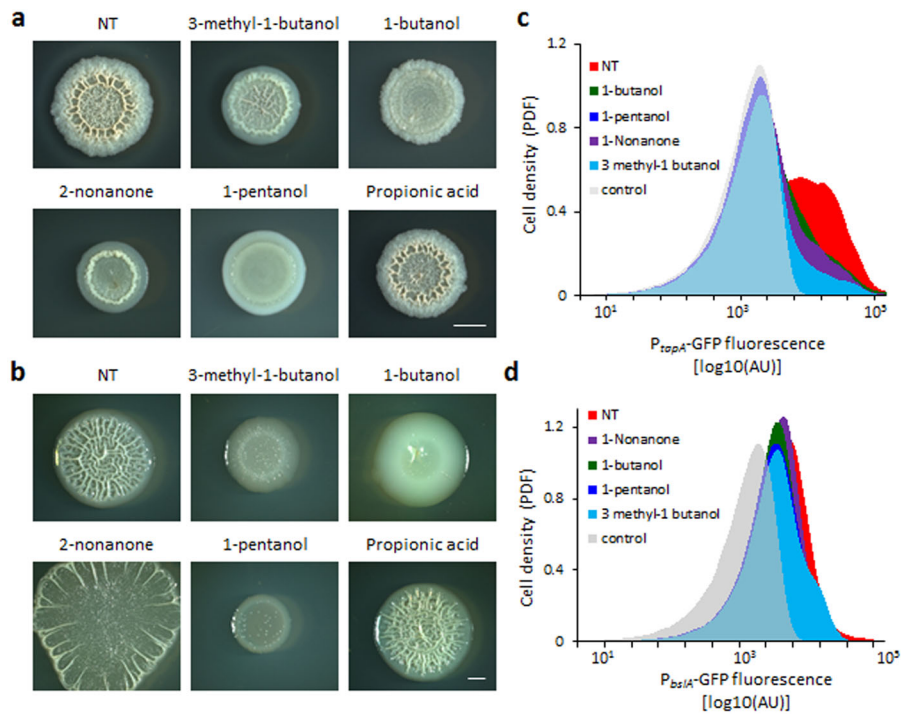 a
NT 3-methyl-1-butanol 1-butanol
2-nonanone 1-pentanol Propionic acid
b
NT 3-methyl-1-butanol 1-butanol
2-nonanone 1-pentanol Propionic acid
c
Cell density (PDF)
1.2
0.8
0.4
0
NT
1-butanol
1-pentanol
1-Nonanone
3 methyl-1 butanol
control
10¹ 10³ 10⁵
PtapA-GFP fluorescence
[log10(AU)]
d
Cell density (PDF)
1.2
0.8
0.4
0
NT
1-Nonanone
1-butanol
1-pentanol
3 methyl-1 butanol
control
10¹ 10³ 10⁵
PbslA-GFP fluorescence
[log10(AU)]